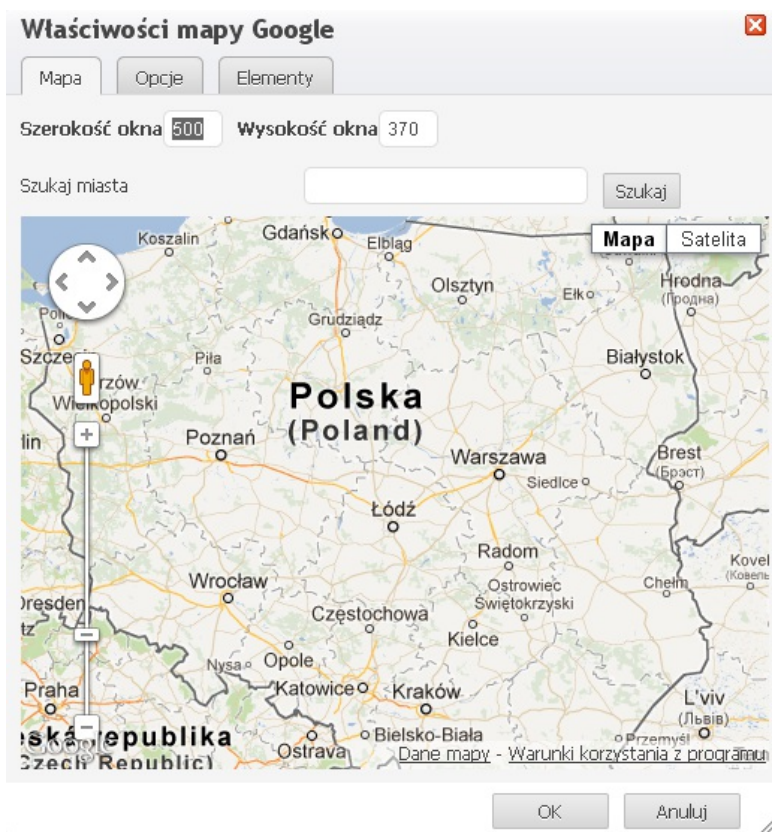 Właściwości mapy Google
Mapa Opcje Elementy
Szerokość okna 500 Wysokość okna 370
Szukaj miasta Szukaj
Mapa Satelita
Koszalin
Gdańsk
Elbląg
Olsztyn
Ełk
Hrodna
(Гродна)
Grudziądz
Piła
Białystok
Wielkopolski
Polska
(Poland)
Poznań
Warszawa
Siedlce
Brest
(Брэст)
Łódź
Radom
Wrocław
Ostrowiec
Świętokrzyski
Chełm
Kovel
Częstochowa
Kielce
Nysa
Opole
Praha
Katowice
Kraków
L'viv
(Львів)
Bielsko-Biała
Przemyśl
Ostrava
Czech Republic)
Dane mapy - Warunki korzystania z programu
OK Anuluj